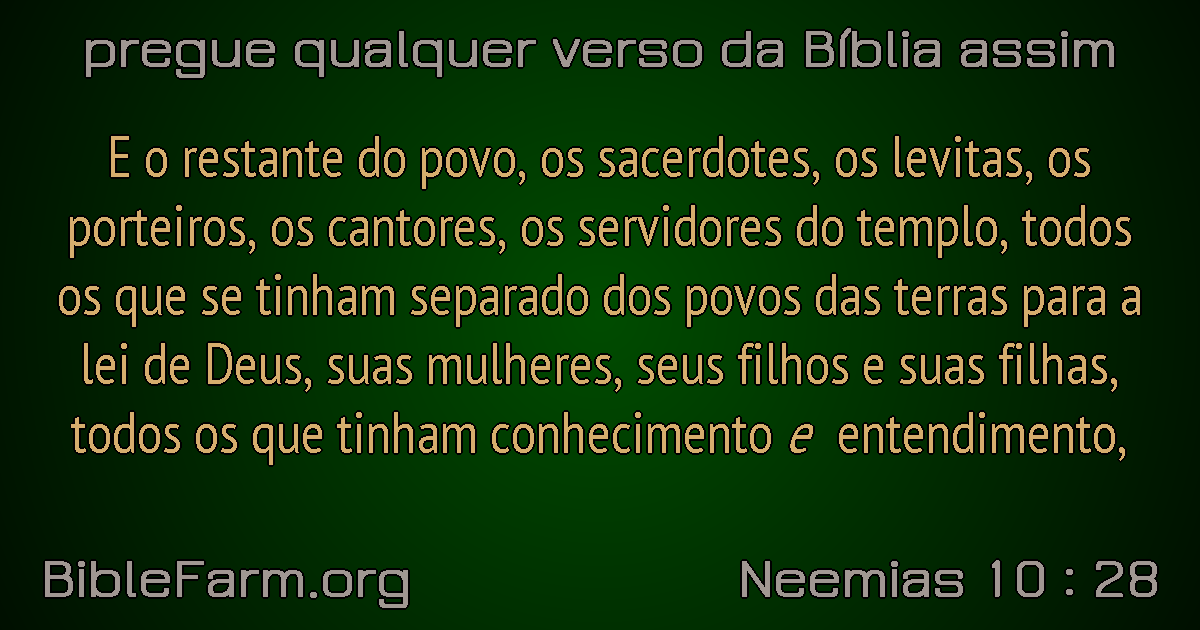 pregue qualquer verso da Bíblia assim
E o restante do povo, os sacerdotes, os levitas, os
porteiros, os cantores, os servidores do templo, todos
os que se tinham separado dos povos das terras para a
lei de Deus, suas mulheres, seus filhos e suas filhas,
todos os que tinham conhecimento e entendimento,
BibleFarm.org
Neemias 10 : 28